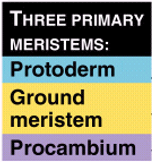 THREE PRIMARY
MERISTEMS:
Protoderm
Ground
meristem
Procambium